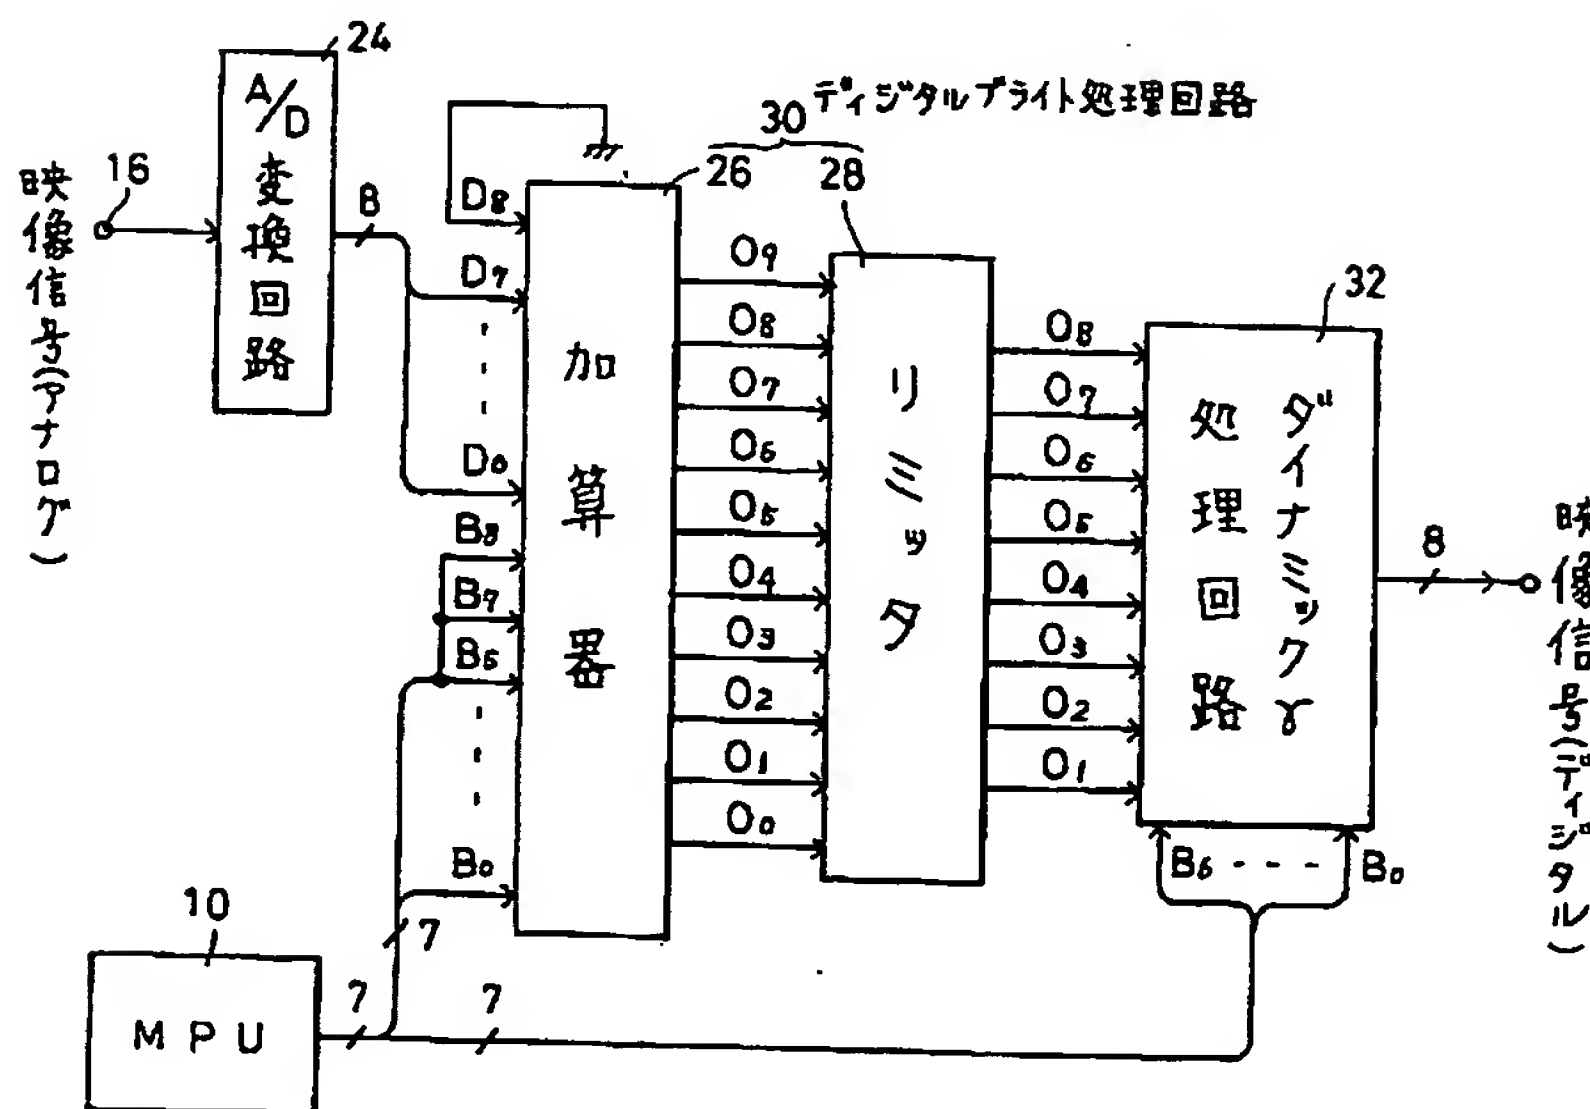 24
A/D変換回路
16
映像信号(アナログ)
8
ディジタルブライト処理回路
30
26
28
D8
D7
D0
B8
B7
B6
B0
加算器
O9
O8
O7
O6
O5
O4
O3
O2
O1
O0
リミッタ
O8
O7
O6
O5
O4
O3
O2
O1
32
ダイナミックγ
処理回路
8
映像信号(ディジタル)
B6
B0
10
MPU
7
7
7